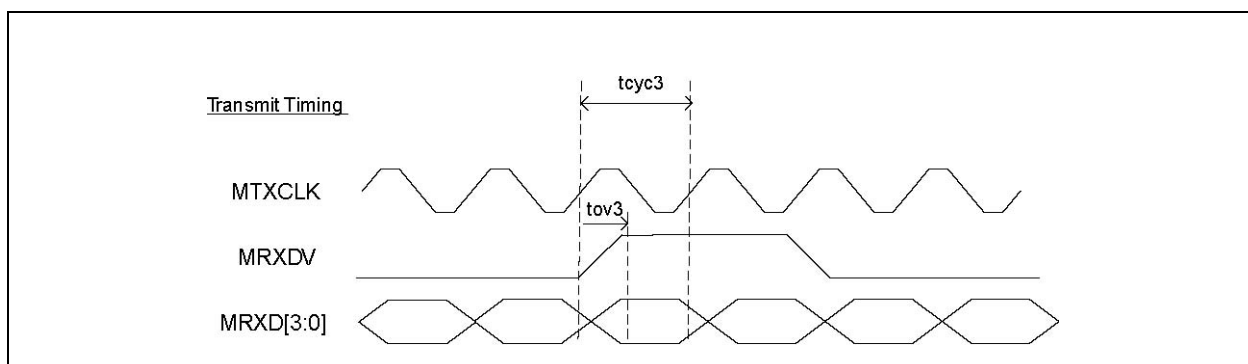 tcyc3
Transmit Timing
MTXCLK
tov3
MRXDV
MRXD[3:0]